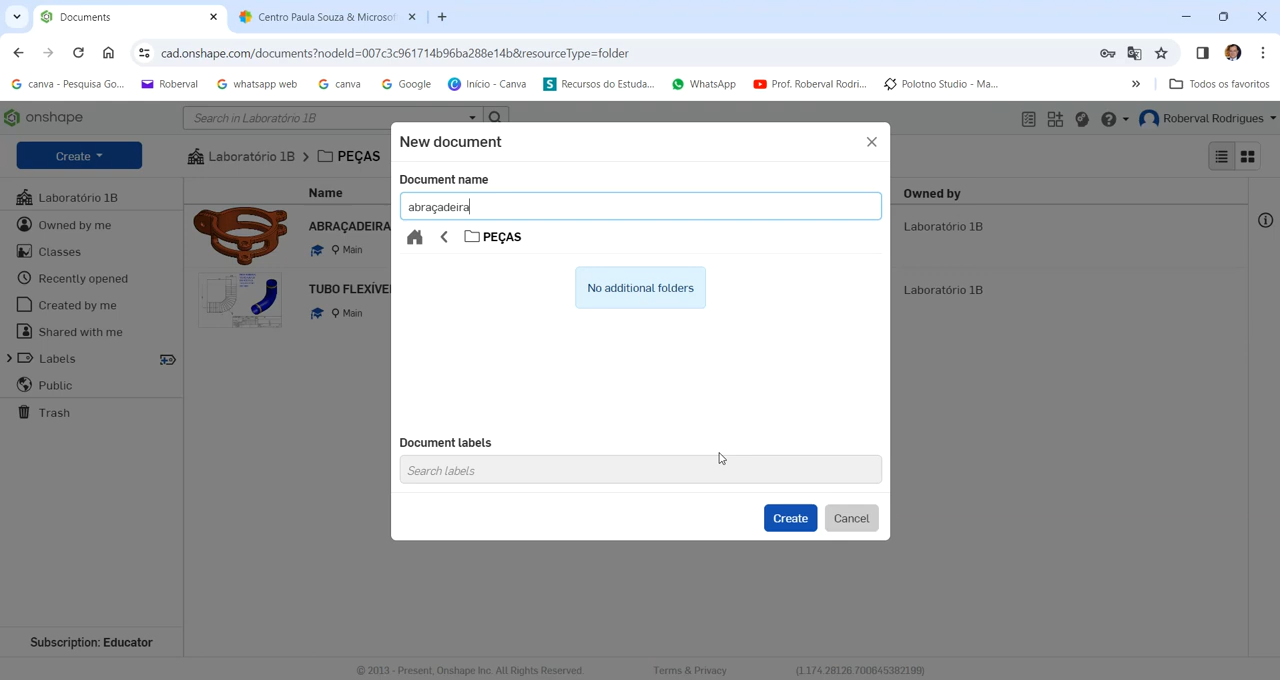 Documents
Centro Paula Souza & Microsof
cad.onshape.com/documents?nodeId=007c3c961714b96ba288e14b&resourceType=folder
canva - Pesquisa Go...
Roberval
whatsapp web
canva
Google
Início - Canva
Recursos do Estuda...
WhatsApp
Prof. Roberval Rodri...
Polotno Studio - Ma...
»
Todos os favoritos
onshape
Search in Laboratório 1B
Roberval Rodrigues
Create
Laboratório 1B > PEÇAS
Laboratório 1B
Owned by me
Classes
Recently opened
Created by me
Shared with me
Labels
Public
Trash
Subscription: Educator
Name
Owned by
ABRAÇADEIRA
Main
Laboratório 1B
TUBO FLEXÍVE
Main
Laboratório 1B
New document
Document name
abraçadeira
PEÇAS
No additional folders
Document labels
Search labels
Create
Cancel
© 2013 - Present, Onshape Inc. All Rights Reserved.
Terms & Privacy
(1.174.28126.700645382199)